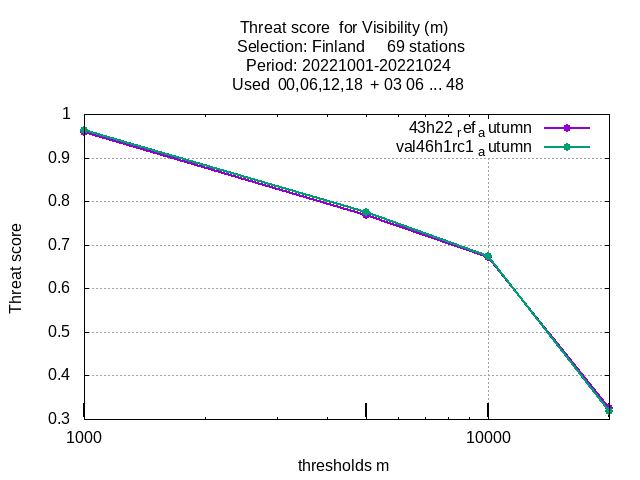 Threat score for Visibility (m)
Selection: Finland 69 stations
Period: 20221001-20221024
Used 00,06,12,18 + 03 06 ... 48
43h22 refautumn
val46h1rc1 autumn
1
0.9
0.8
0.7
0.6
0.5
0.4
0.3
Threat score
1000
10000
thresholds m